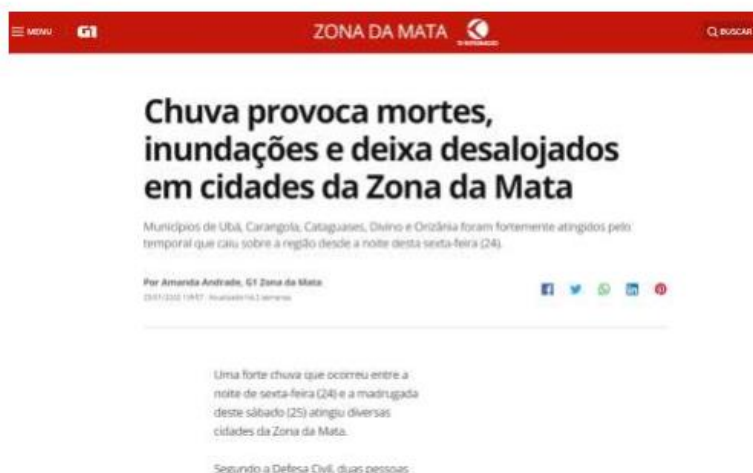 MENU G1 ZONA DA MATA BUSCAR
Chuva provoca mortes,
inundações e deixa desalojados
em cidades da Zona da Mata
Municípios de Ubá, Carangola, Cataguases, Divino e Orizânia foram fortemente atingidos pelo
temporal que caiu sobre a região desde a noite desta sexta-feira (24).
Por Amanda Andrade, G1 Zona da Mata
Uma forte chuva que ocorreu entre a
noite de sexta-feira (24) e a madrugada
deste sábado (25) atingiu diversas
cidades da Zona da Mata.
Segundo a Defesa Civil, duas pessoas